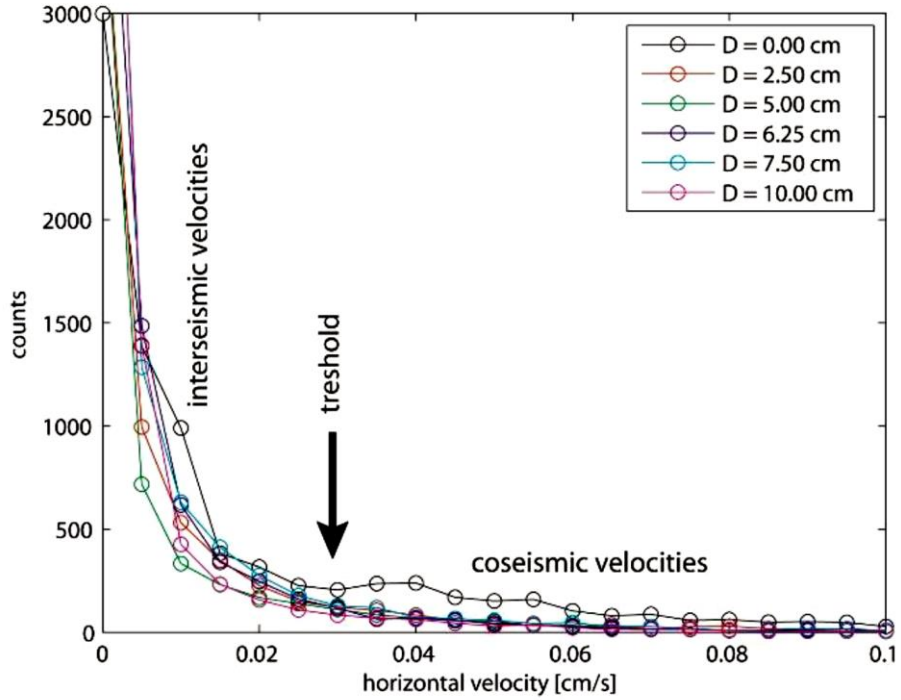 3000
2500
2000
1500
1000
500
0
counts
interseismic velocities
treshold
coseismic velocities
D = 0.00 cm
D = 2.50 cm
D = 5.00 cm
D = 6.25 cm
D = 7.50 cm
D = 10.00 cm
0 0.02 0.04 0.06 0.08 0.1
horizontal velocity [cm/s]